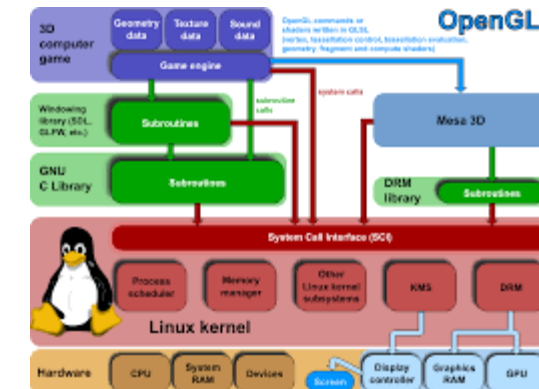 3D
computer
game
Geometry
data
Texture
data
Sound
data
Game engine
OpenGL commands or
shaders written in GLSL
(vertex, tessellation control, tessellation evaluation,
geometry, fragment and compute shaders)
OpenGL
Windowing
library (SDL,
GLFW, etc.)
Subroutines
subroutine
calls
system calls
Mesa 3D
GNU
C Library
Subroutines
DRM
library
Subroutines
System Call Interface (SCI)
Process
scheduler
Memory
manager
Other
Linux kernel
subsystems
KMS
DRM
Linux kernel
Hardware
CPU
System
RAM
Devices
Screen
Display
controller
Graphics
RAM
GPU